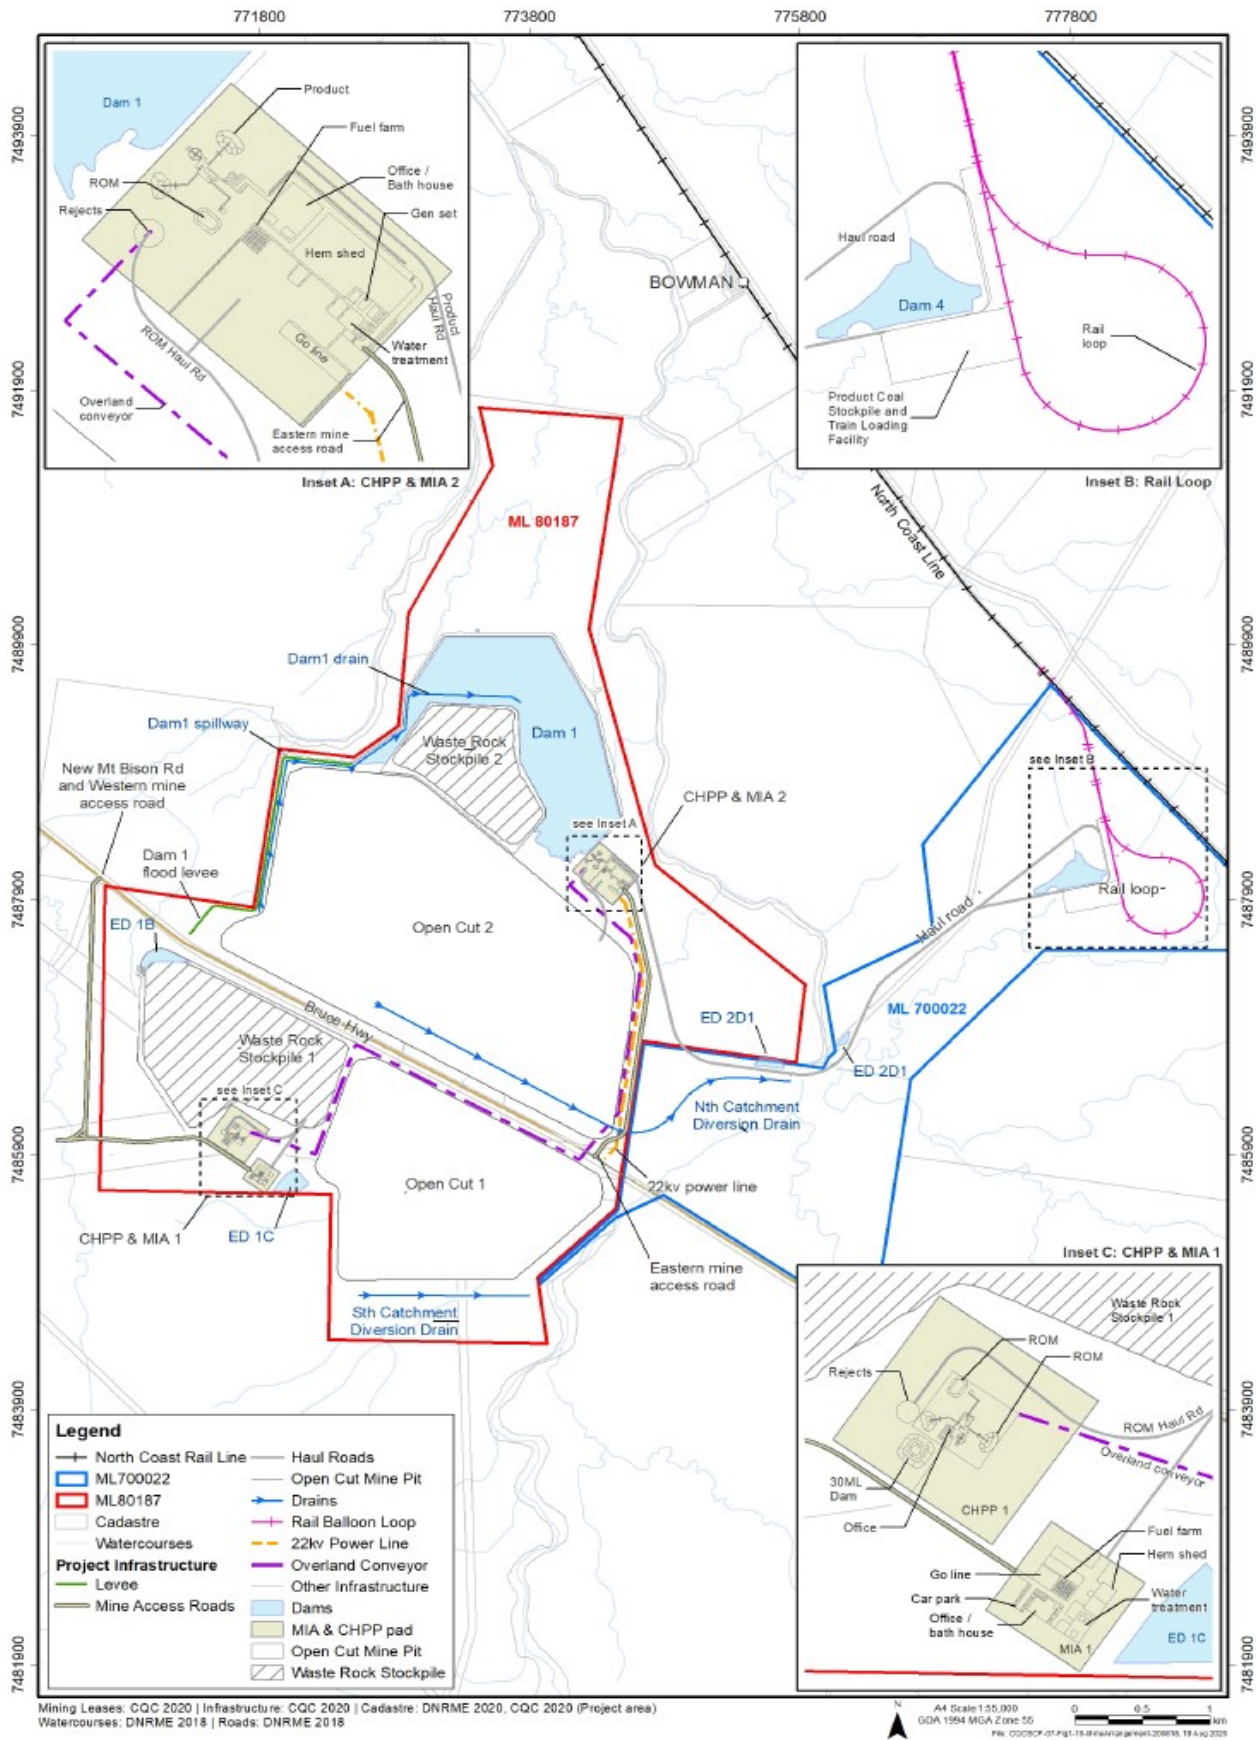 771800
773800
775800
777800
7493900
7491900
7489900
7487900
7485900
7483900
7481900
7493900
7491900
7489900
7487900
7485900
7483900
7481900
Dam 1
Product
Fuel farm
Office /
Bath house
ROM
Gen set
Rejects
Hem shed
Product
Haul Rd
ROM Haul Rd
Go line
Water
treatment
Overland
conveyor
Eastern mine
access road
Inset A: CHPP & MIA 2
BOWMAN
Haul road
Dam 4
Rail
loop
Product Coal
Stockpile and
Train Loading
Facility
Inset B: Rail Loop
North Coast Line
ML 80187
Dam1 drain
Dam1 spillway
Waste Rock
Stockpile 2
Dam 1
New Mt Bison Rd
and Western mine
access road
see Inset B
CHPP & MIA 2
see Inset A
Dam 1
flood levee
Rail loop
ED 1B
Open Cut 2
Haul road
ML 700022
Bruce Hwy
ED 2D1
Waste Rock
Stockpile 1
ED 2D1
see Inset C
Nth Catchment
Diversion Drain
Open Cut 1
22kv power line
CHPP & MIA 1
ED 1C
Eastern mine
access road
Sth Catchment
Diversion Drain
Inset C: CHPP & MIA 1
Waste Rock
Stockpile 1
ROM
ROM
Rejects
ROM Haul Rd
Overland conveyor
30ML
Dam
CHPP 1
Office
Fuel farm
Hem shed
Go line
Car park
Water
treatment
Office /
bath house
MIA 1
ED 1C
Legend
North Coast Rail Line
ML700022
ML80187
Cadastre
Watercourses
Project Infrastructure
Levee
Mine Access Roads
Haul Roads
Open Cut Mine Pit
Drains
Rail Balloon Loop
22kv Power Line
Overland Conveyor
Other Infrastructure
Dams
MIA & CHPP pad
Open Cut Mine Pit
Waste Rock Stockpile
Mining Leases: CQC 2020 | Infrastructure: CQC 2020 | Cadastre: DNRME 2020, CQC 2020 (Project area)
Watercourses: DNRME 2018 | Roads: DNRME 2018
N
A4 Scale 1:55,000
GDA 1994 MGA Zone 55
0 0.5 1
km